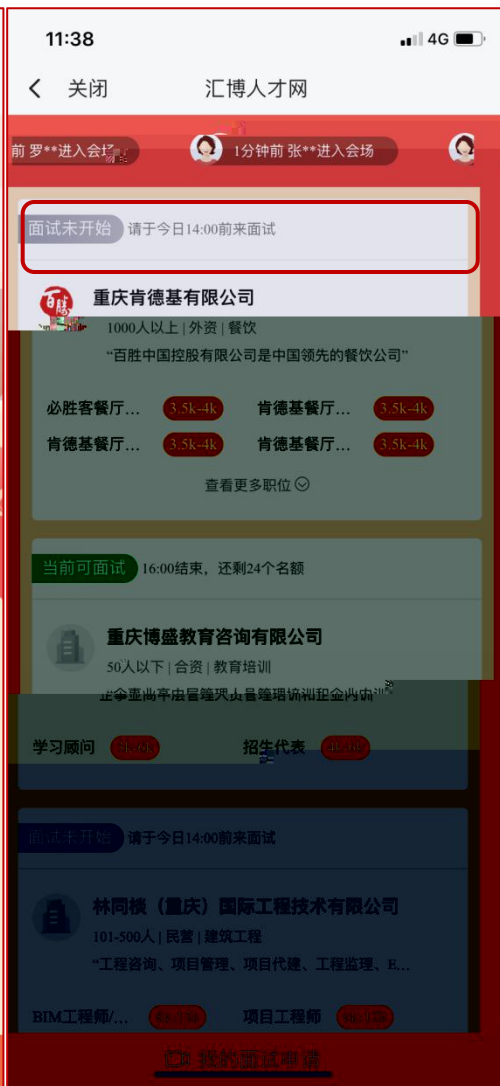 11:38
4G
关闭
汇博人才网
前 罗**进入会场
1分钟前 张**进入会场
面试未开始 请于今日14:00前来面试
百勝
重庆肯德基有限公司
1000人以上 | 外资 | 餐饮
“百胜中国控股有限公司是中国领先的餐饮公司”
必胜客餐厅… 3.5k-4k 肯德基餐厅… 3.5k-4k
肯德基餐厅… 3.5k-4k 肯德基餐厅… 3.5k-4k
查看更多职位
当前可面试 16:00结束，还剩24个名额
重庆博盛教育咨询有限公司
50人以下 | 合资 | 教育培训
学习顾问 招生代表
面试未开始 请于今日14:00前来面试
林同棪（重庆）国际工程技术有限公司
101-500人 | 民营 | 建筑工程
“工程咨询、项目管理、项目代建、工程监理、E...
BIM工程师/… 项目工程师
我的面试申请